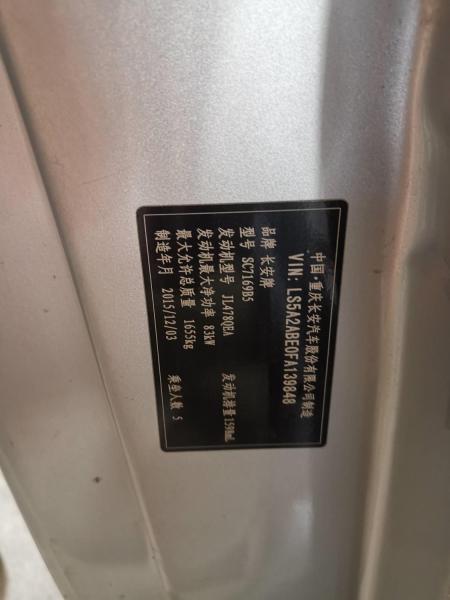 中国·重庆长安汽车股份有限公司制造
VIN: LS5A2ABE0FA139848
品牌 长安牌
型号 SC7169B5
发动机型号 JL478QEA 发动机排量 1598mL
发动机最大净功率 83kW
最大允许总质量 1655kg
制造年月 2015/12/03 乘坐人数 5